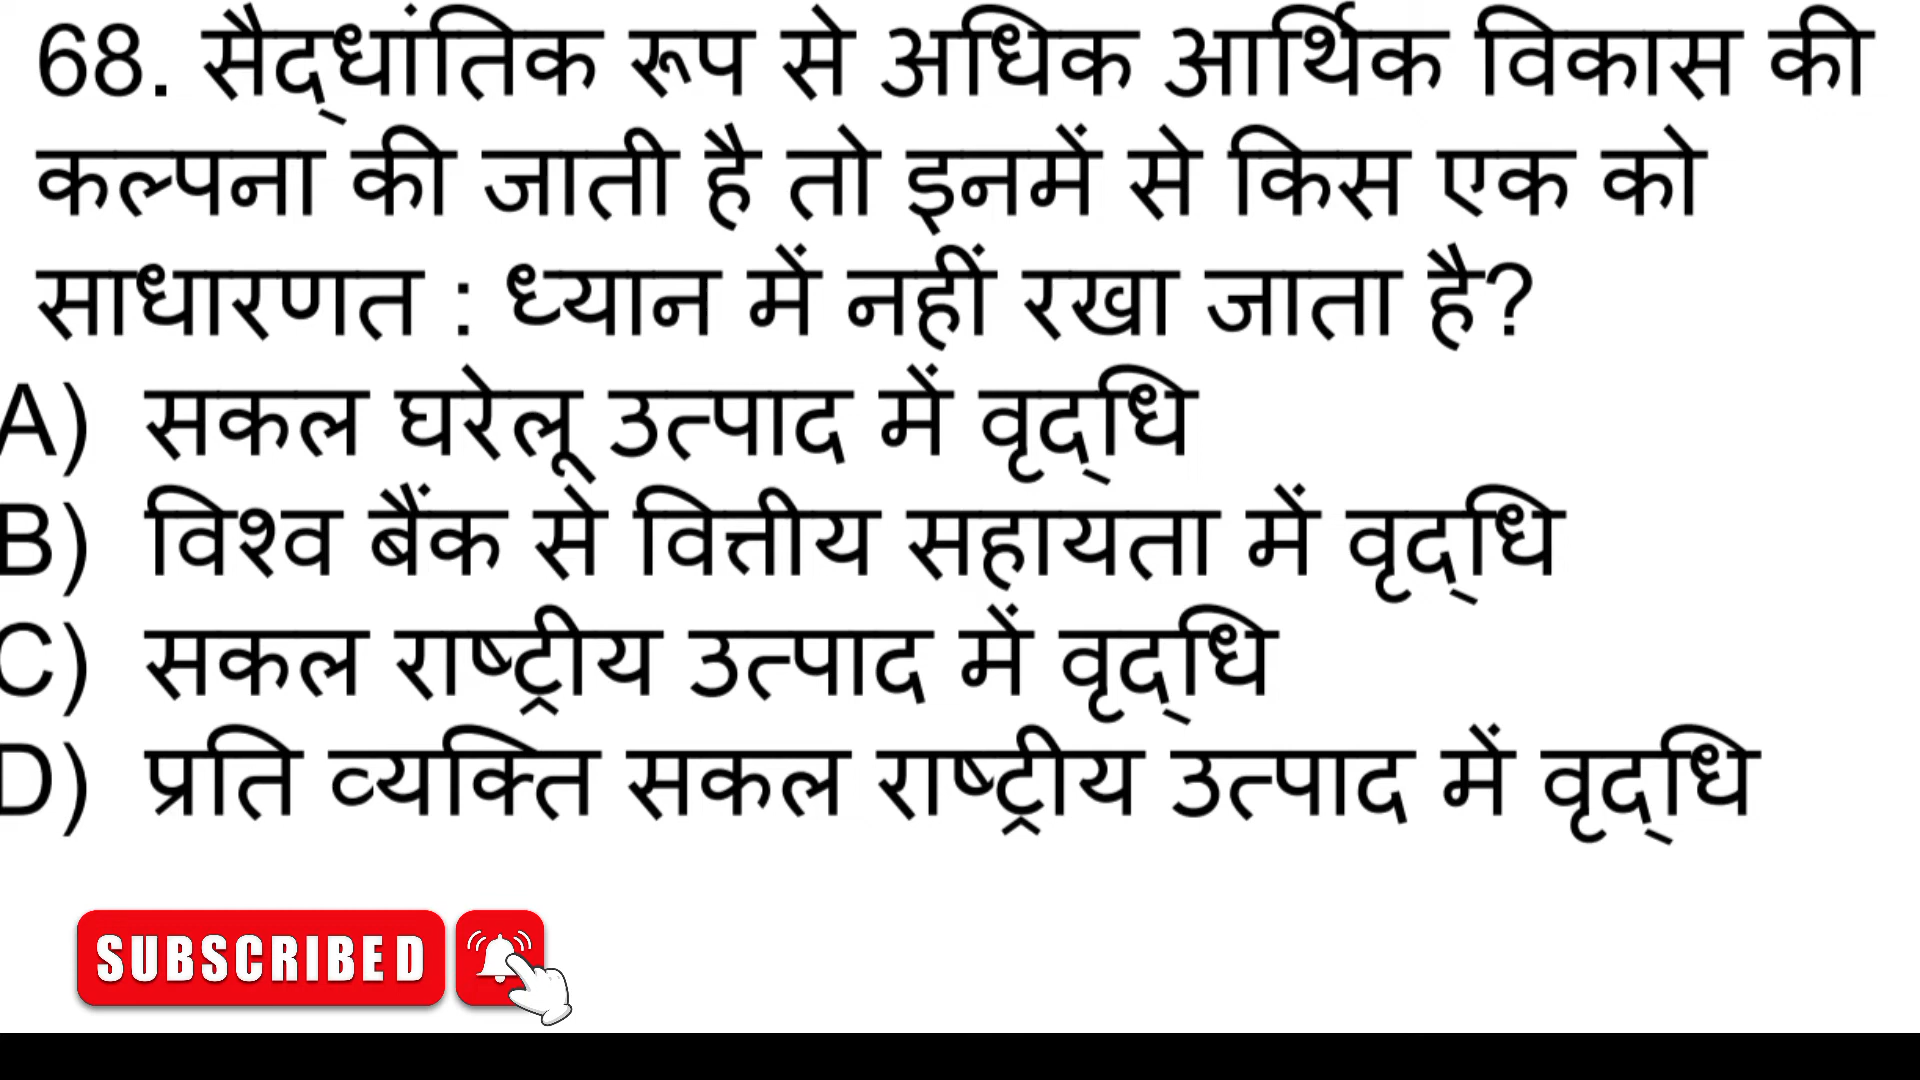 68. सैद्धांतिक रूप से अधिक आर्थिक विकास की
कल्पना की जाती है तो इनमें से किस एक को
साधारणत : ध्यान में नहीं रखा जाता है?
A) सकल घरेलू उत्पाद में वृद्धि
B) विश्व बैंक से वित्तीय सहायता में वृद्धि
C) सकल राष्ट्रीय उत्पाद में वृद्धि
D) प्रति व्यक्ति सकल राष्ट्रीय उत्पाद में वृद्धि
SUBSCRIBED